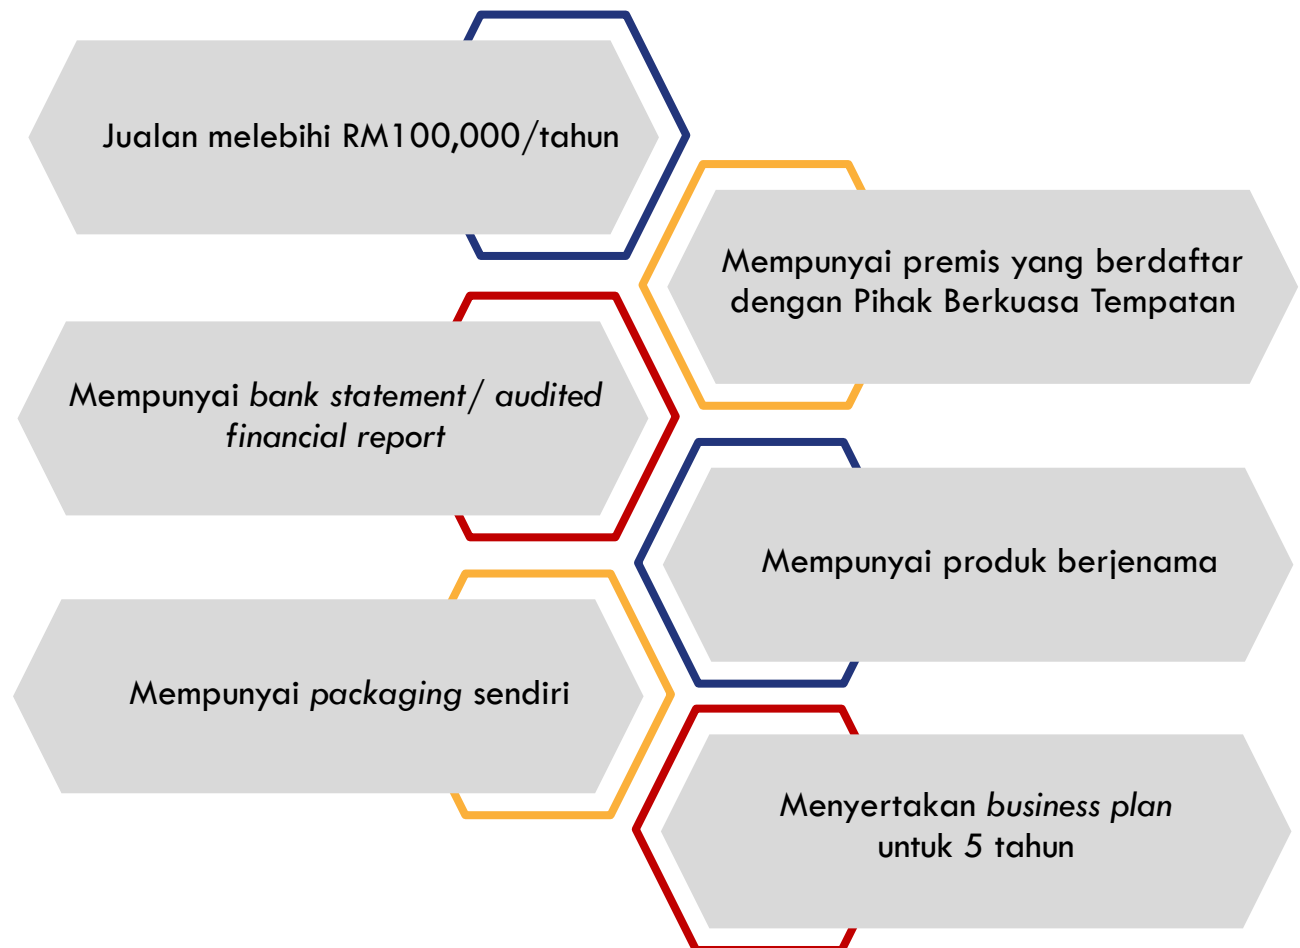 Jualan melebihi RM100,000/tahun
Mempunyai premis yang berdaftar
dengan Pihak Berkuasa Tempatan
Mempunyai bank statement/ audited
financial report
Mempunyai produk berjenama
Mempunyai packaging sendiri
Menyertakan business plan
untuk 5 tahun